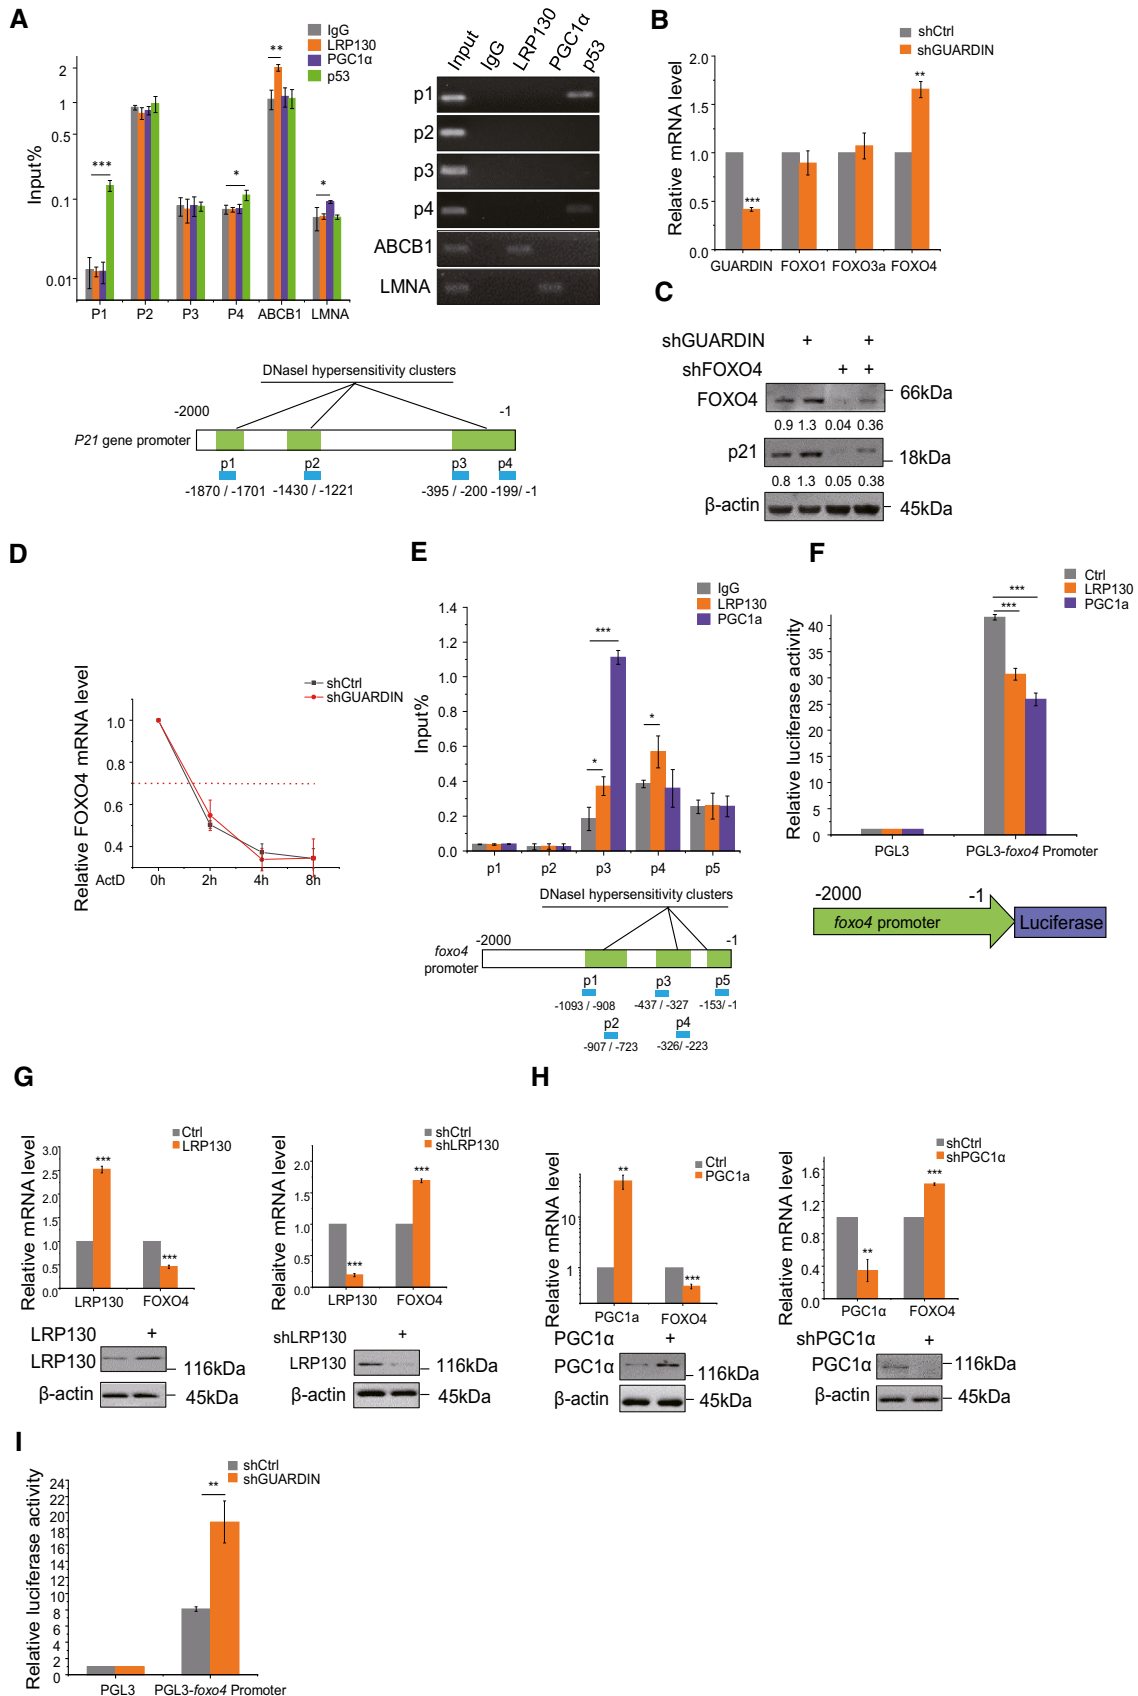 A
IgG
LRP130
PGC1α
p53
Input%
2
1
0.5
0.1
0.01
***
*
**
*
P1 P2 P3 P4 ABCB1 LMNA
Input IgG LRP130 PGC1α p53
p1
p2
p3
p4
ABCB1
LMNA
DNaseI hypersensitivity clusters
-2000 -1
P21 gene promoter
p1 p2 p3 p4
-1870 / -1701 -1430 / -1221 -395 / -200 -199/ -1
B
shCtrl
shGUARDIN
Relative mRNA level
2.0
1.5
1.0
0.5
0.0
***
**
GUARDIN FOXO1 FOXO3a FOXO4
C
shGUARDIN + +
shFOXO4 + +
FOXO4 66kDa
0.9 1.3 0.04 0.36
p21 18kDa
0.8 1.3 0.05 0.38
β-actin 45kDa
D
shCtrl
shGUARDIN
Relative FOXO4 mRNA level
1.0
0.8
0.6
0.4
ActD 0h 2h 4h 8h
E
IgG
LRP130
PGC1a
Input%
1.4
1.2
1.0
0.8
0.6
0.4
0.2
0.0
***
*
*
p1 p2 p3 p4 p5
DNaseI hypersensitivity clusters
-2000 -1
foxo4
promoter
p1 p3 p5
-1093 / -908 -437 / -327 -153/ -1
p2 p4
-907 / -723 -326/ -223
F
Ctrl
LRP130
PGC1a
Relative luciferase activity
40
35
30
25
20
15
10
5
0
***
***
PGL3 PGL3-foxo4 Promoter
-2000 -1
foxo4 promoter Luciferase
G
Ctrl
LRP130
Relative mRNA level
3.0
2.5
2.0
1.5
1.0
0.5
0.0
***
***
LRP130 FOXO4
LRP130 +
LRP130 116kDa
β-actin 45kDa
shCtrl
shLRP130
Relaitve mRNA level
2.0
1.5
1.0
0.5
0.0
***
***
LRP130 FOXO4
shLRP130 +
LRP130 116kDa
β-actin 45kDa
H
Ctrl
PGC1a
Relative mRNA level
10
1
**
***
PGC1a FOXO4
PGC1α +
PGC1α 116kDa
β-actin 45kDa
shCtrl
shPGC1α
Relative mRNA level
1.6
1.2
0.8
0.4
0.0
**
***
PGC1α FOXO4
shPGC1α +
PGC1α 116kDa
β-actin 45kDa
I
shCtrl
shGUARDIN
Relative luciferase activity
24
22
20
18
16
14
12
10
8
6
4
2
0
**
PGL3 PGL3-foxo4 Promoter